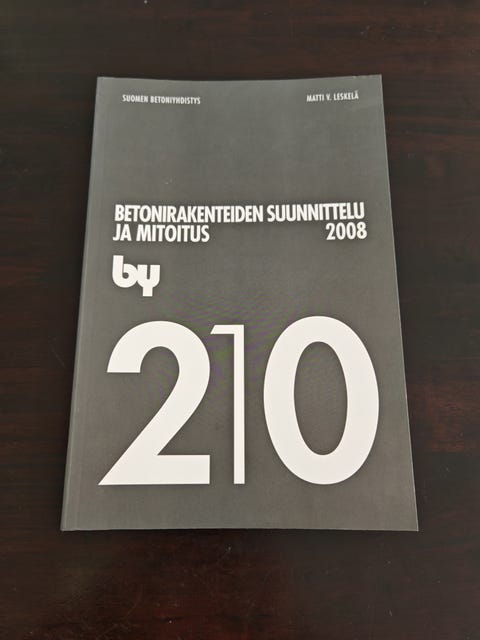 SUOMEN BETONIYHDISTYS MATTI V. LESKELÄ
BETONIRAKENTEIDEN SUUNNITTELU
JA MITOITUS 2008
by
210